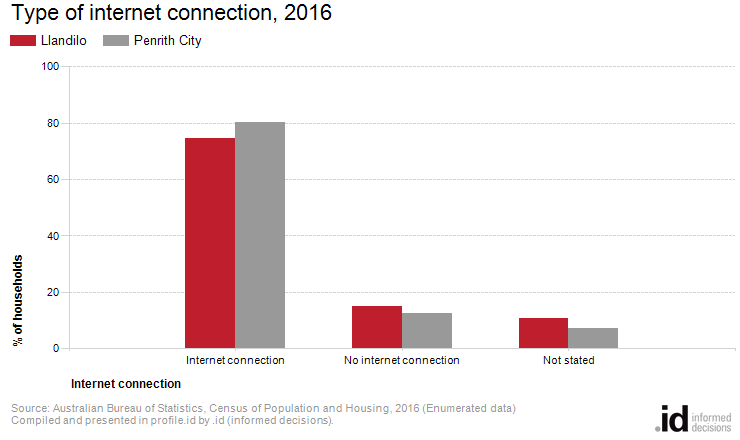 Type of internet connection, 2016
Llandilo Penrith City
100
80
60
40
20
0
% of households
Internet connection No internet connection Not stated
Internet connection
Source: Australian Bureau of Statistics, Census of Population and Housing, 2016 (Enumerated data)
Compiled and presented in profile.id by .id (informed decisions).
.id informed
decisions